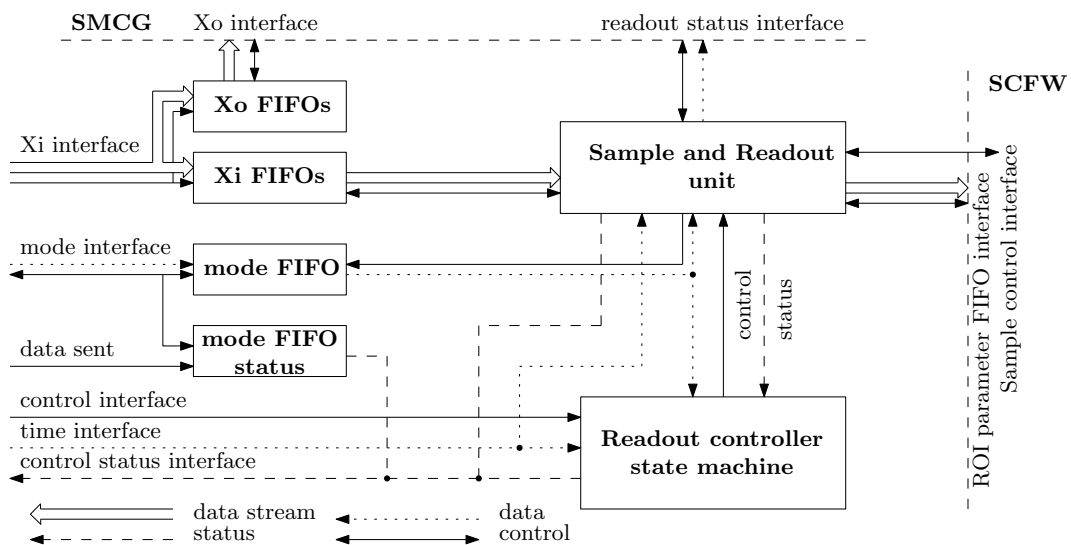 SMCG
Xo interface
readout status interface
SCFW
Xo FIFOs
Xi interface
Xi FIFOs
Sample and Readout
unit
mode interface
mode FIFO
mode FIFO
status
data sent
control
status
control interface
time interface
control status interface
Readout controller
state machine
ROI parameter FIFO interface
Sample control interface
data stream
status
data
control